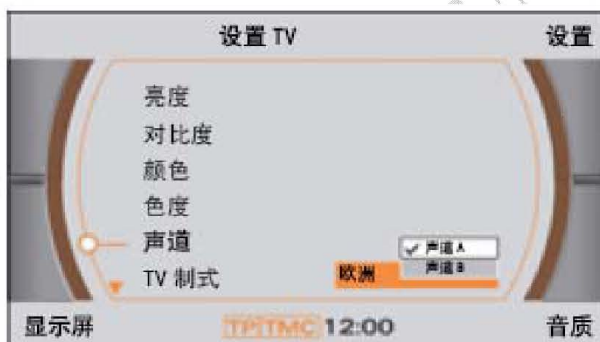 设置 TV
设置
亮度
对比度
颜色
色度
声道
声道 A
声道 B
TV 制式
欧洲
显示屏
TP TMC 12:00
音质